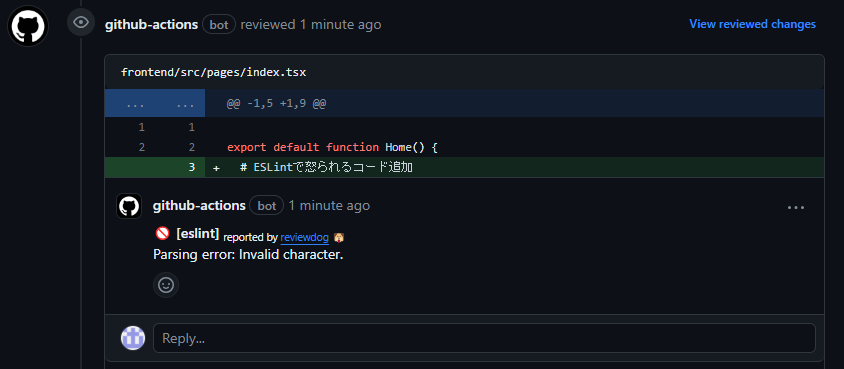 github-actions bot reviewed 1 minute ago View reviewed changes
frontend/src/pages/index.tsx
... ... @@ -1,5 +1,9 @@
1 1
2 2 export default function Home() {
3 + # ESLintで怒られるコード追加
github-actions bot 1 minute ago ...
🚫 [eslint] reported by reviewdog 🐶
Parsing error: Invalid character.
Reply...